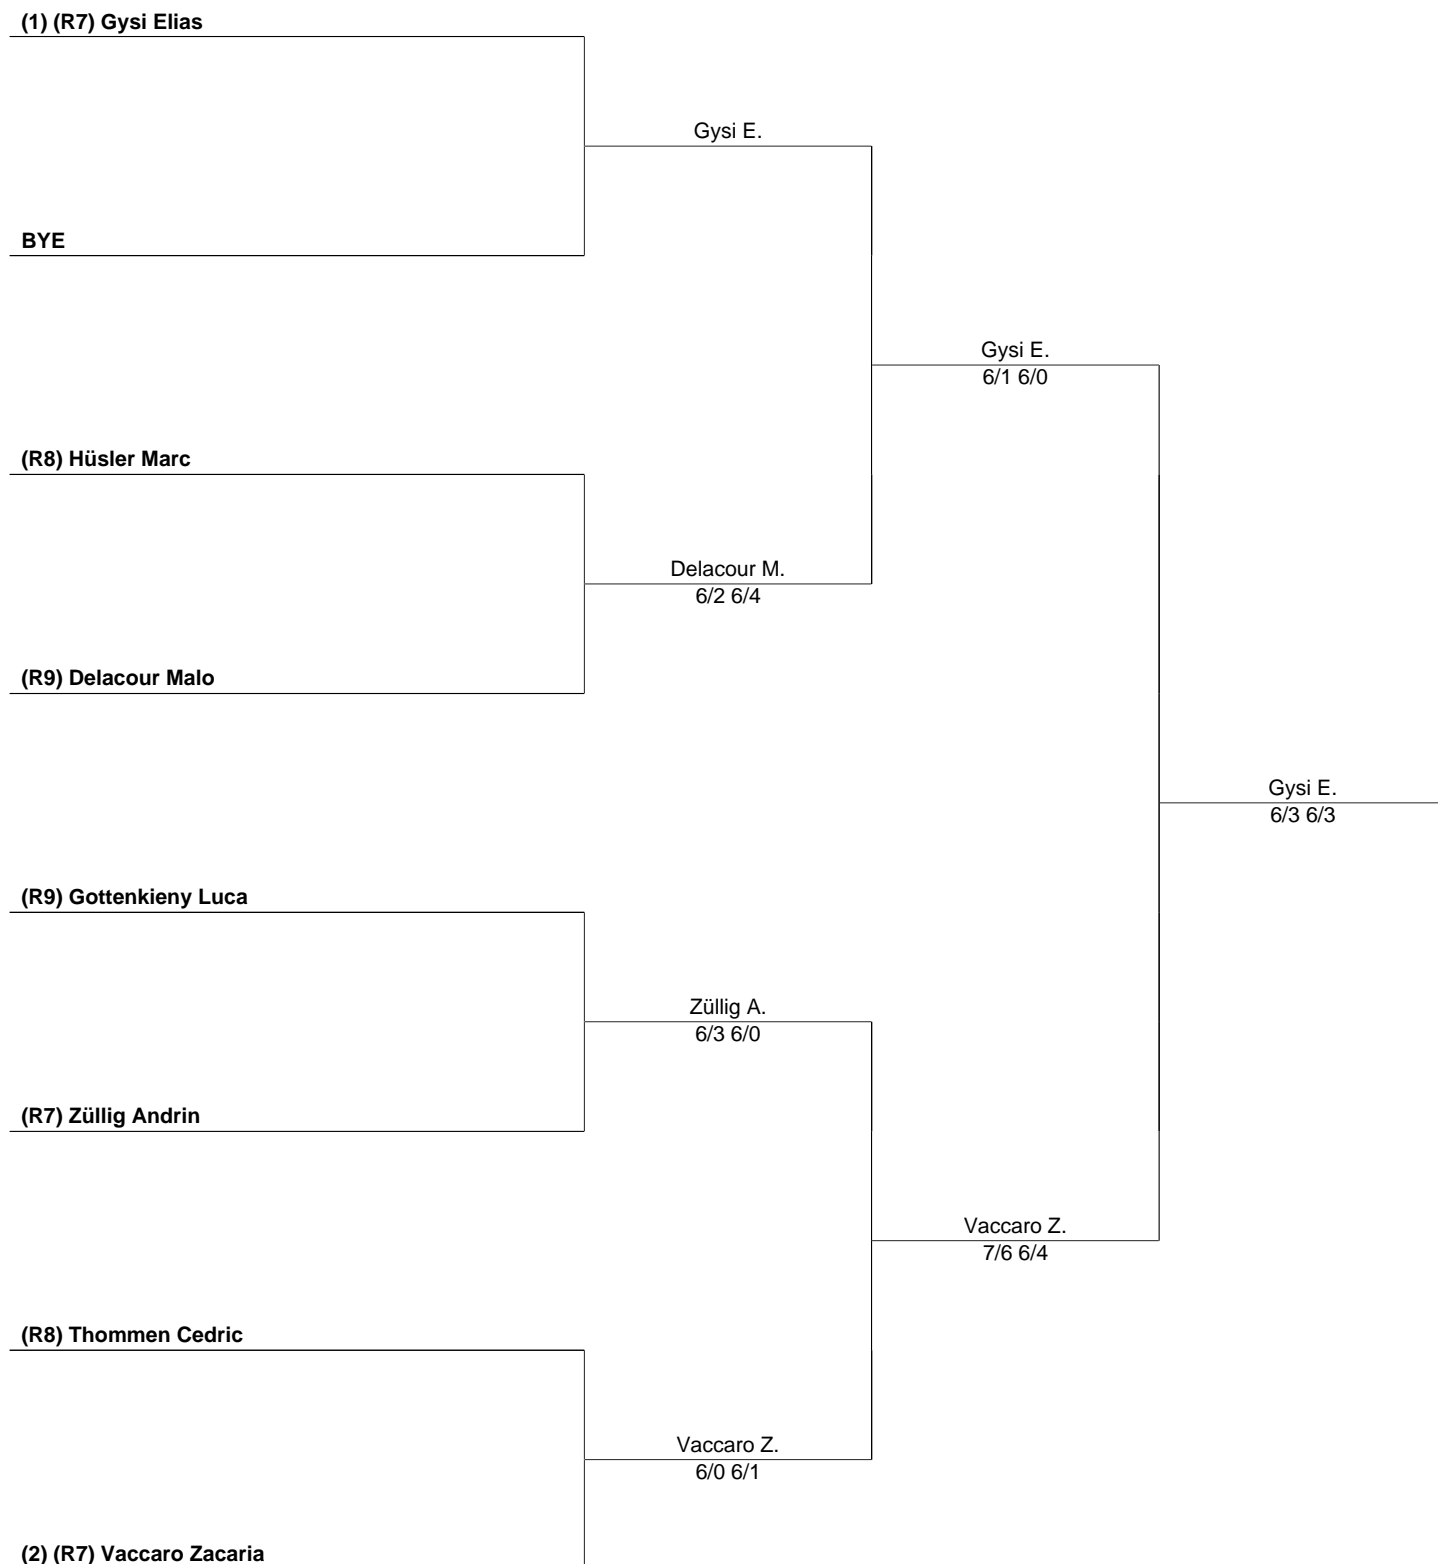 (1) (R7) Gysi Elias
Gysi E.
BYE
Gysi E.
6/1 6/0
(R8) Hüsler Marc
Delacour M.
6/2 6/4
(R9) Delacour Malo
Gysi E.
6/3 6/3
(R9) Gottenkieny Luca
Züllig A.
6/3 6/0
(R7) Züllig Andrin
Vaccaro Z.
7/6 6/4
(R8) Thommen Cedric
Vaccaro Z.
6/0 6/1
(2) (R7) Vaccaro Zacaria